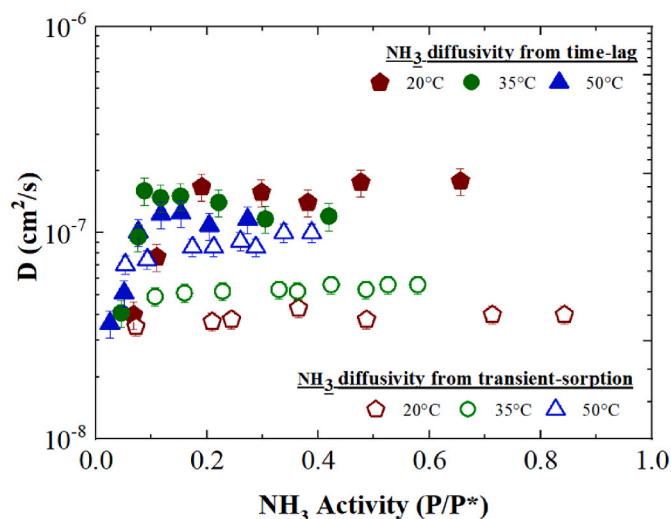 10⁻⁶
NH₃ diffusivity from time-lag
20°C 35°C 50°C
D (cm²/s)
10⁻⁷
NH₃ diffusivity from transient-sorption
20°C 35°C 50°C
10⁻⁸
0.0 0.2 0.4 0.6 0.8 1.0
NH₃ Activity (P/P*)